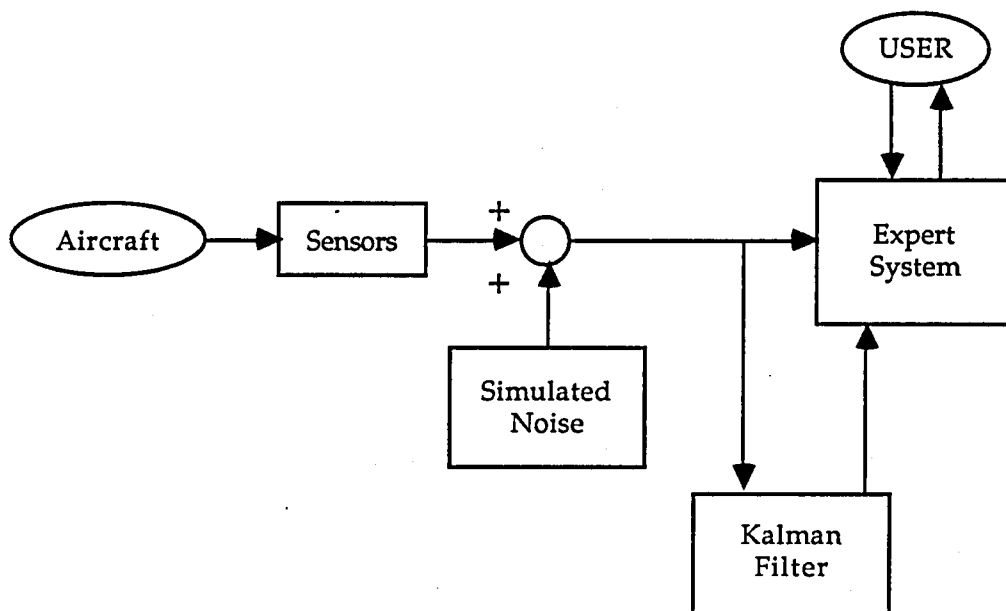 USER
Aircraft
Sensors
+
+
Expert
System
Simulated
Noise
Kalman
Filter